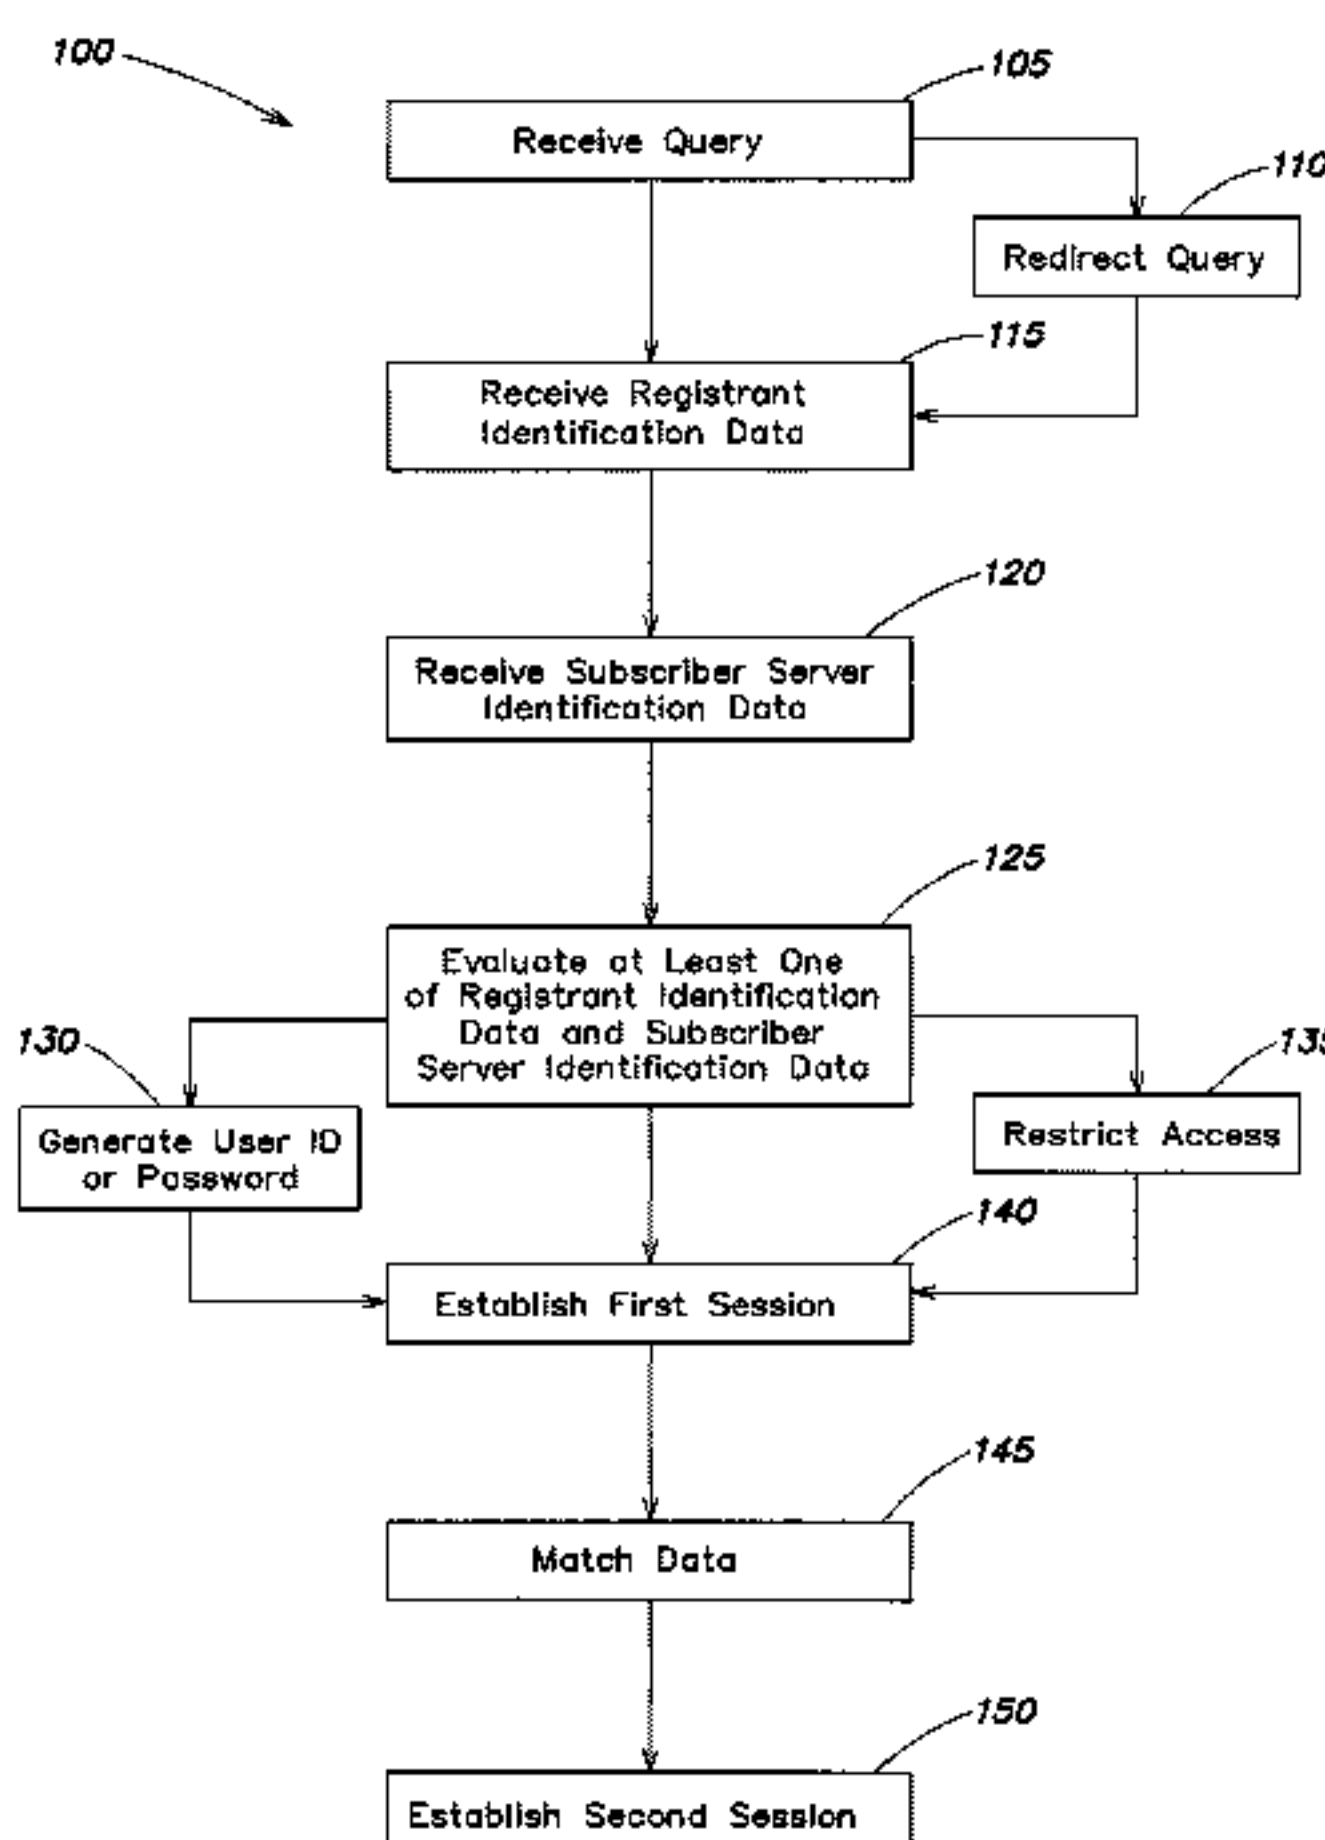 100
105
Receive Query
110
Redirect Query
115
Receive Registrant
Identification Data
120
Receive Subscriber Server
Identification Data
125
Evaluate at Least One
of Registrant Identification
Data and Subscriber
Server Identification Data
130
135
Generate User ID
or Password
Restrict Access
140
Establish First Session
145
Match Data
150
Establish Second Session